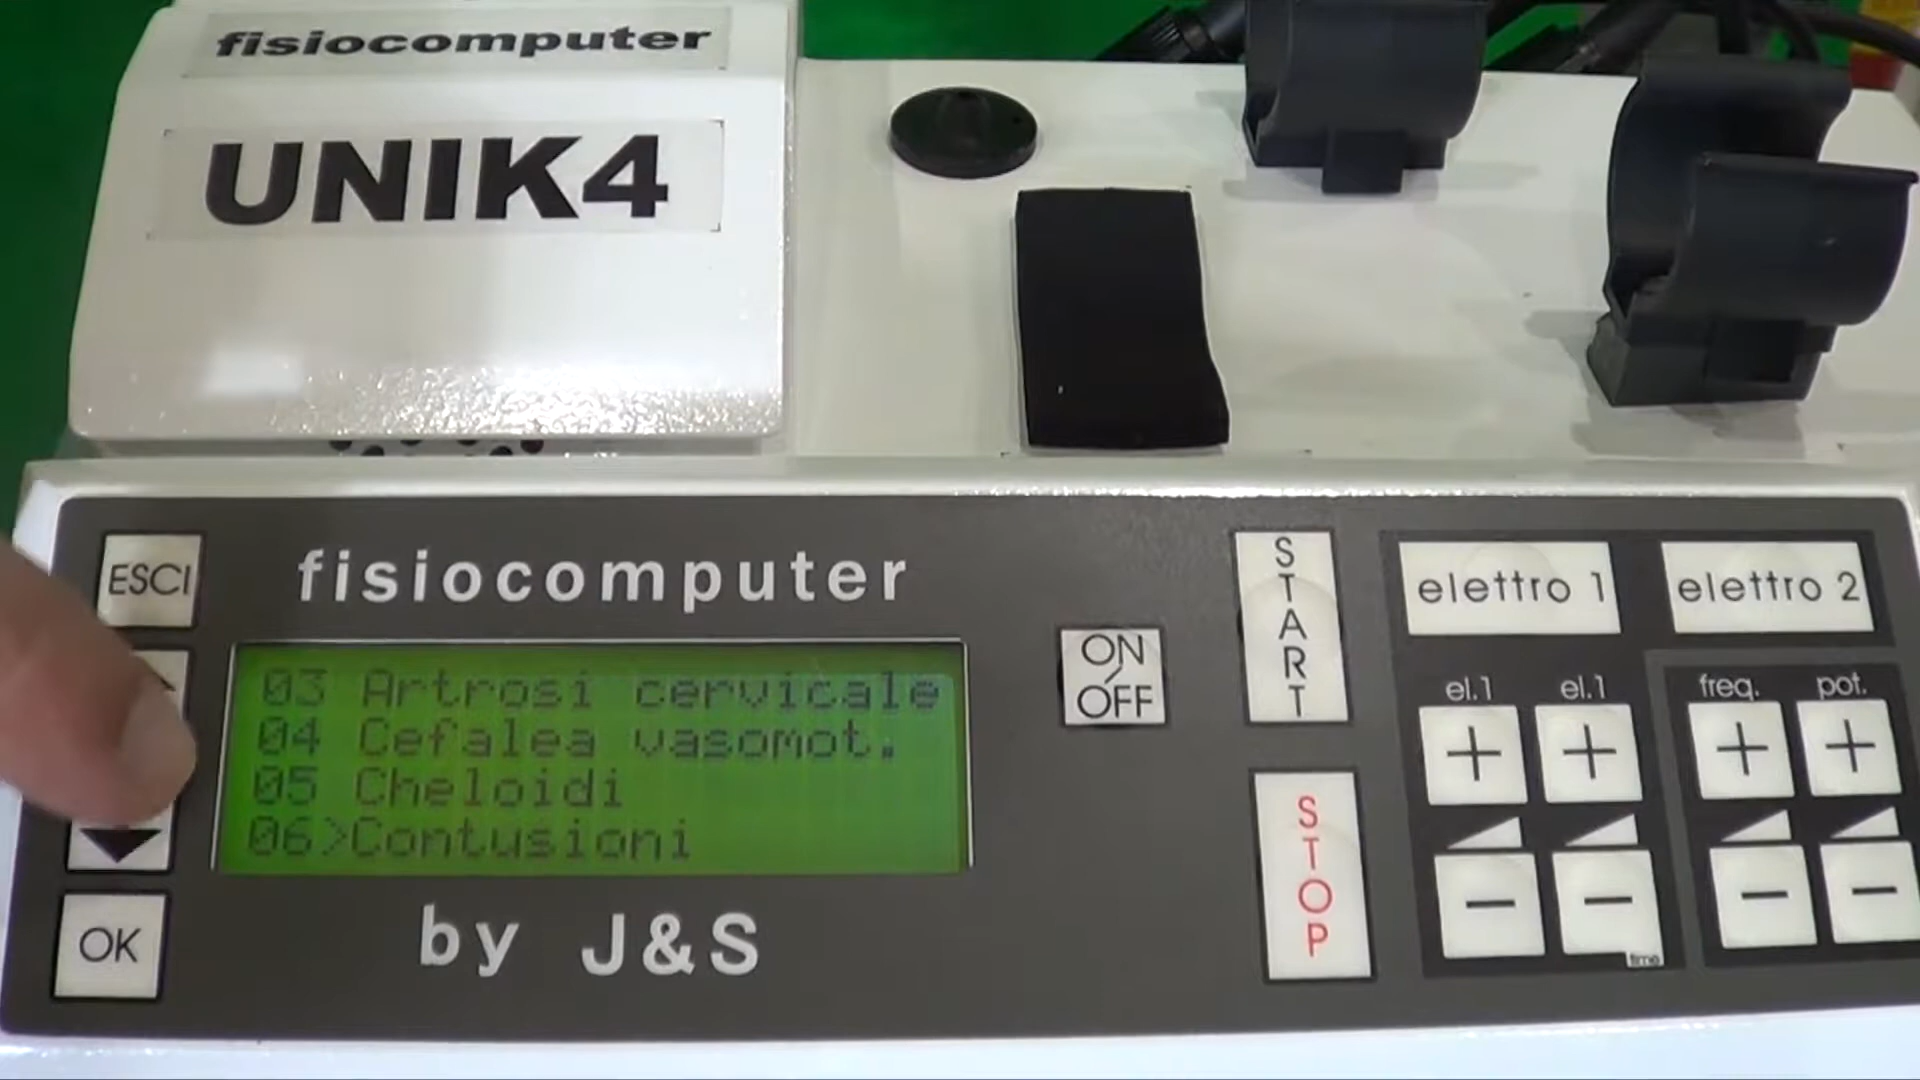 fisiocomputer
UNIK4
ESCI
fisiocomputer
03 Artrosi cervicale
04 Cefalea vasomot.
05 Cheloidi
06>Contusioni
OK
by J&S
ON/OFF
START
STOP
elettro 1
elettro 2
el.1
el.1
freq.
pot.
+
+
+
+
−
−
−
−
time